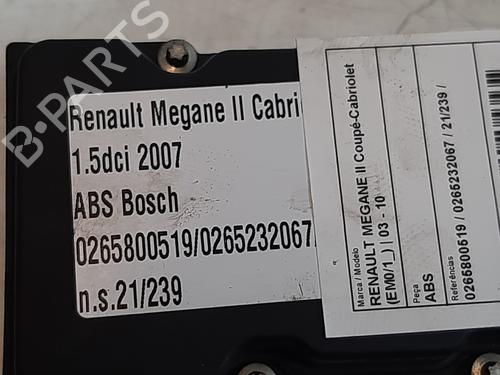 Renault Megane II Cabri
1.5dci 2007
ABS Bosch
0265800519/0265232067
n.s.21/239
Marca / Modelo
RENAULT MEGANE II Coupé-Cabriolet
(EM0/1_) | 03 - 10
Peça
ABS
Referências
0265800519 / 0265232067 / 21/239 /
B-PARTS